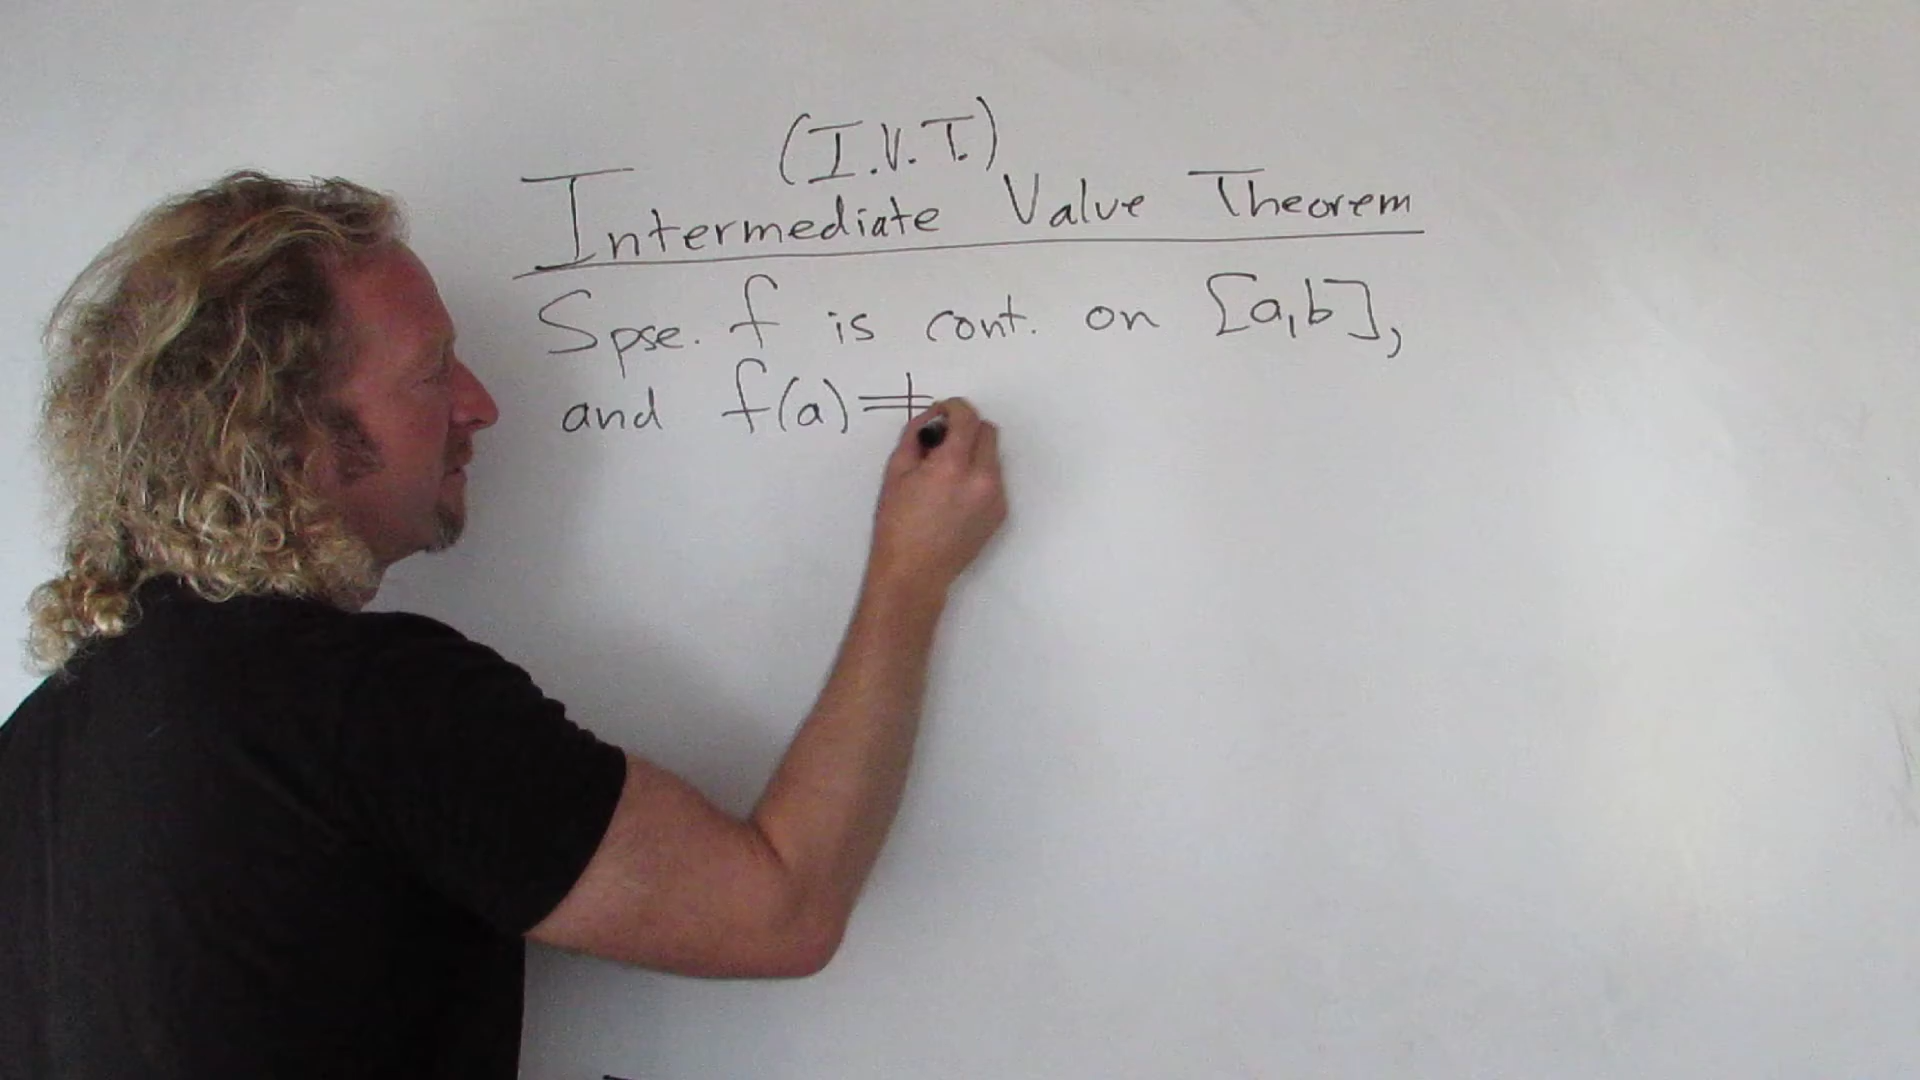 (I.V.T.)
Intermediate Value Theorem
Spse. f is cont. on [a,b],
and f(a) ≠